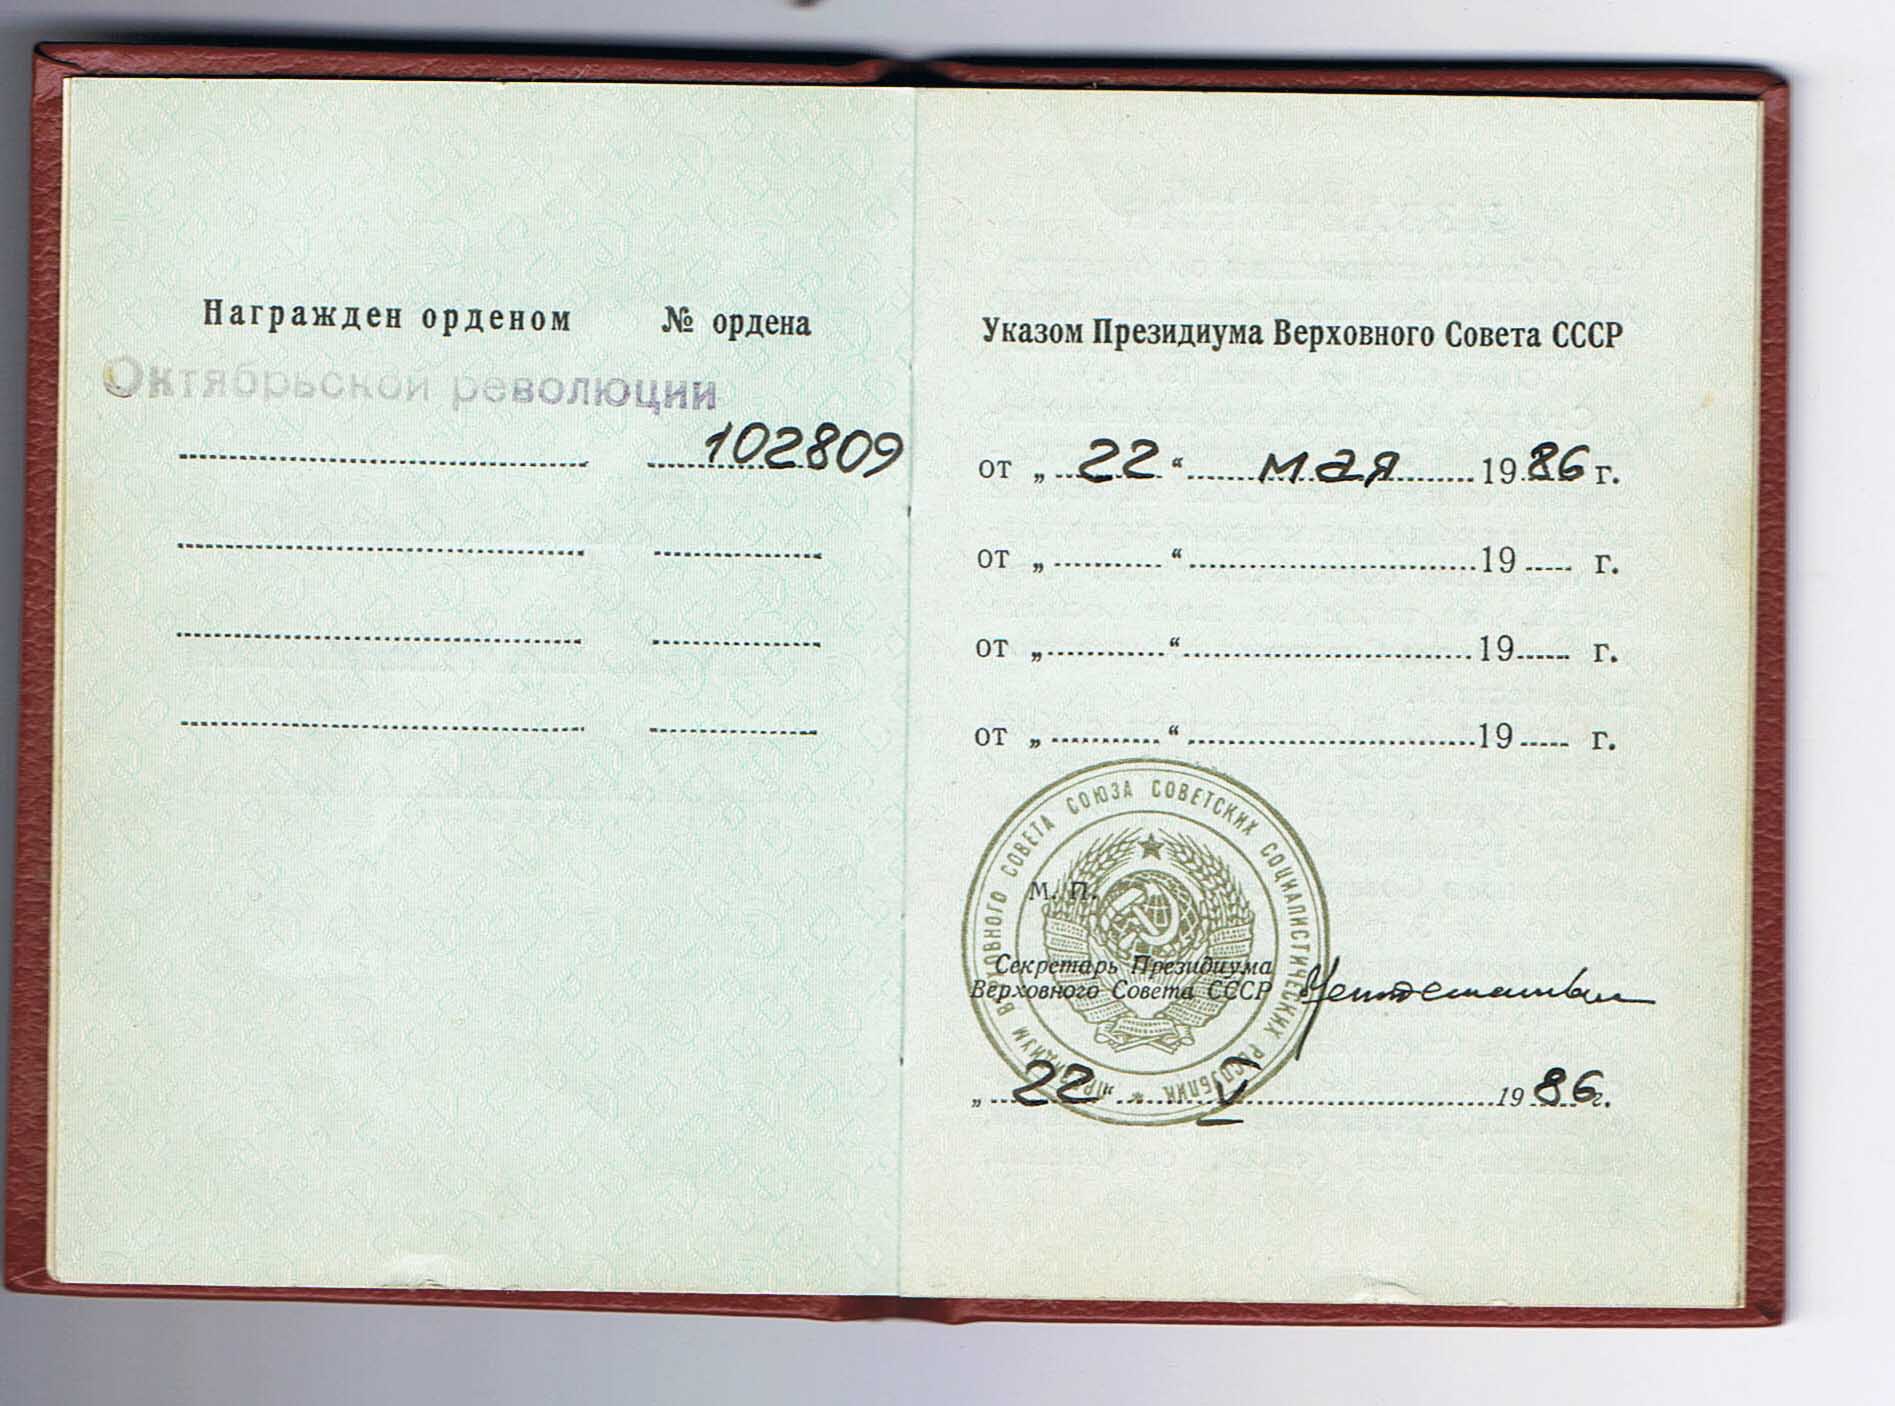 Награжден орденом № ордена
Октябрьской революции
102809
Указом Президиума Верховного Совета СССР
от „ 22 “ мая 1986 г.
от „ “ 19 г.
от „ “ 19 г.
от „ “ 19 г.
ПРЕЗИДИУМ ВЕРХОВНОГО СОВЕТА СОЮЗА СОВЕТСКИХ СОЦИАЛИСТИЧЕСКИХ РЕСПУБЛИК *
М. П.
Секретарь Президиума
Верховного Совета СССР
„ 22 “ V 1986 г.